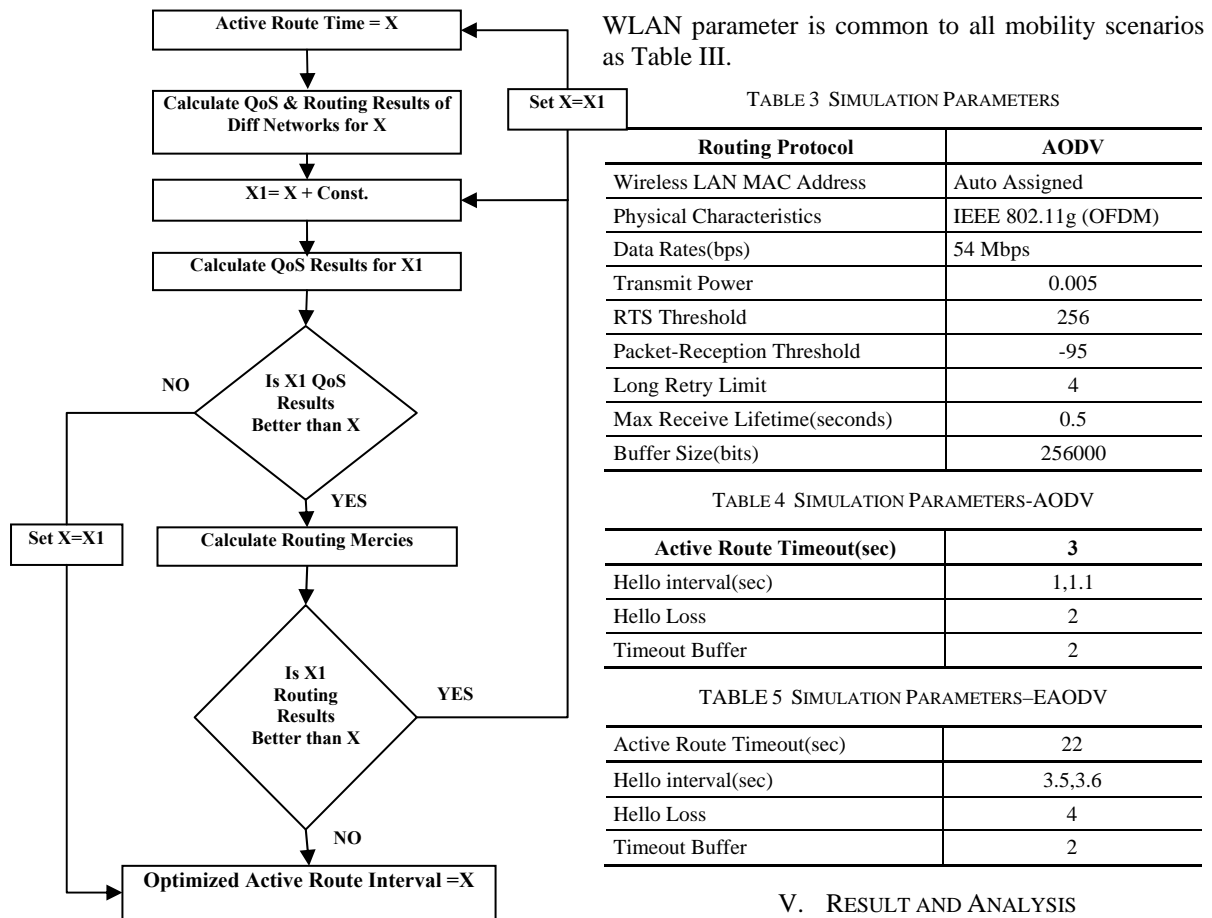 Active Route Time = X
Calculate QoS & Routing Results of
Diff Networks for X
Set X=X1
X1= X + Const.
Calculate QoS Results for X1
NO
Is X1 QoS
Results
Better than X
YES
Set X=X1
Calculate Routing Mercies
Is X1
Routing
Results
Better than X
YES
NO
Optimized Active Route Interval =X
WLAN parameter is common to all mobility scenarios
as Table III.
TABLE 3 SIMULATION PARAMETERS
Routing Protocol AODV
Wireless LAN MAC Address Auto Assigned
Physical Characteristics IEEE 802.11g (OFDM)
Data Rates(bps) 54 Mbps
Transmit Power 0.005
RTS Threshold 256
Packet-Reception Threshold -95
Long Retry Limit 4
Max Receive Lifetime(seconds) 0.5
Buffer Size(bits) 256000
TABLE 4 SIMULATION PARAMETERS-AODV
Active Route Timeout(sec) 3
Hello interval(sec) 1,1.1
Hello Loss 2
Timeout Buffer 2
TABLE 5 SIMULATION PARAMETERS–EAODV
Active Route Timeout(sec) 22
Hello interval(sec) 3.5,3.6
Hello Loss 4
Timeout Buffer 2
V. RESULT AND ANALYSIS